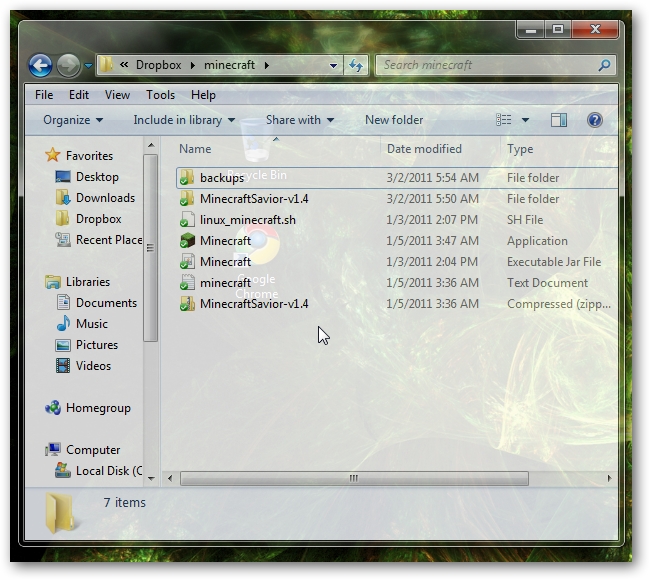 « Dropbox minecraft
Search minecraft
File Edit View Tools Help
Organize Include in library Share with New folder
Name Date modified Type
Favorites
Desktop
Downloads
Dropbox
Recent Place
Libraries
Documents
Music
Pictures
Videos
Homegroup
Computer
Local Disk (C
backups 3/2/2011 5:54 AM File folder
MinecraftSavior-v1.4 3/2/2011 5:50 AM File folder
linux_minecraft.sh 1/3/2011 2:07 PM SH File
Minecraft 1/5/2011 3:47 AM Application
Minecraft 1/3/2011 2:04 PM Executable Jar File
minecraft 1/5/2011 3:36 AM Text Document
MinecraftSavior-v1.4 1/5/2011 3:36 AM Compressed (zipp...
Recycle Bin
Google
Chrome
7 items